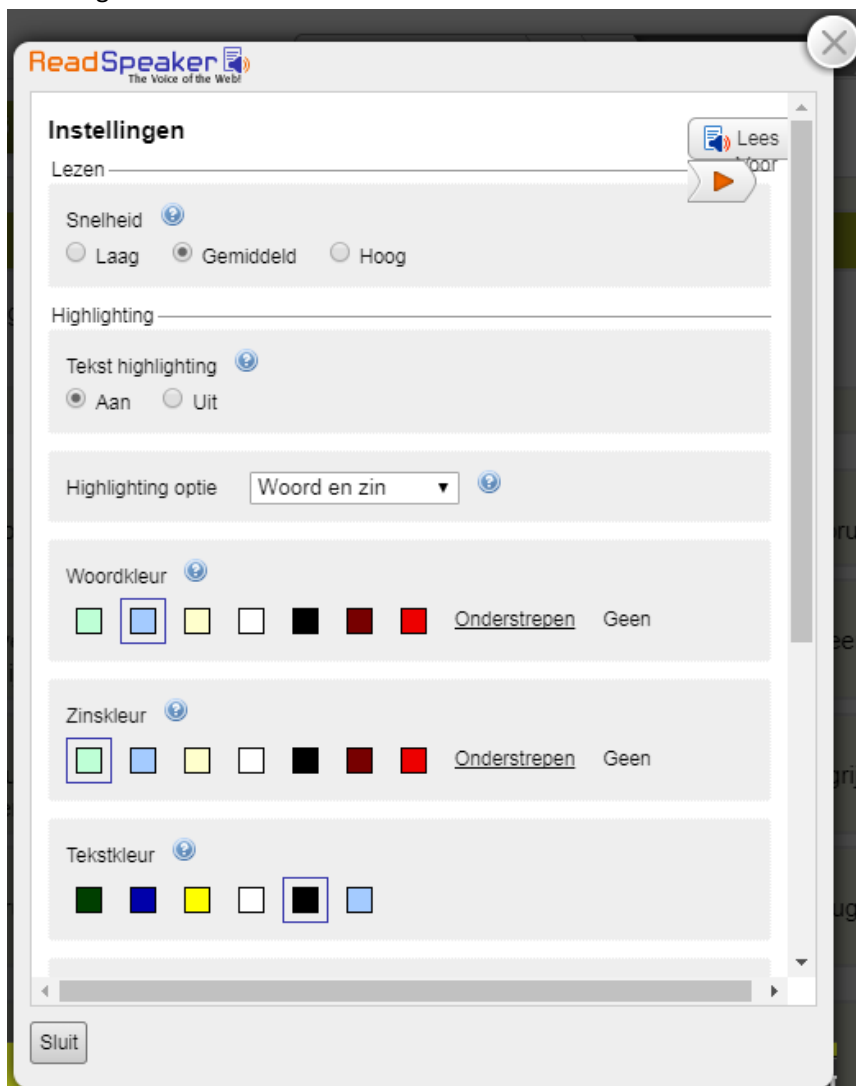 ReadSpeaker
The Voice of the Web!
Instellingen
Lees
Voor
Lezen
Snelheid
Laag Gemiddeld Hoog
Highlighting
Tekst highlighting
Aan Uit
Highlighting optie Woord en zin
Woordkleur
Onderstrepen Geen
Zinskleur
Onderstrepen Geen
Tekstkleur
Sluit